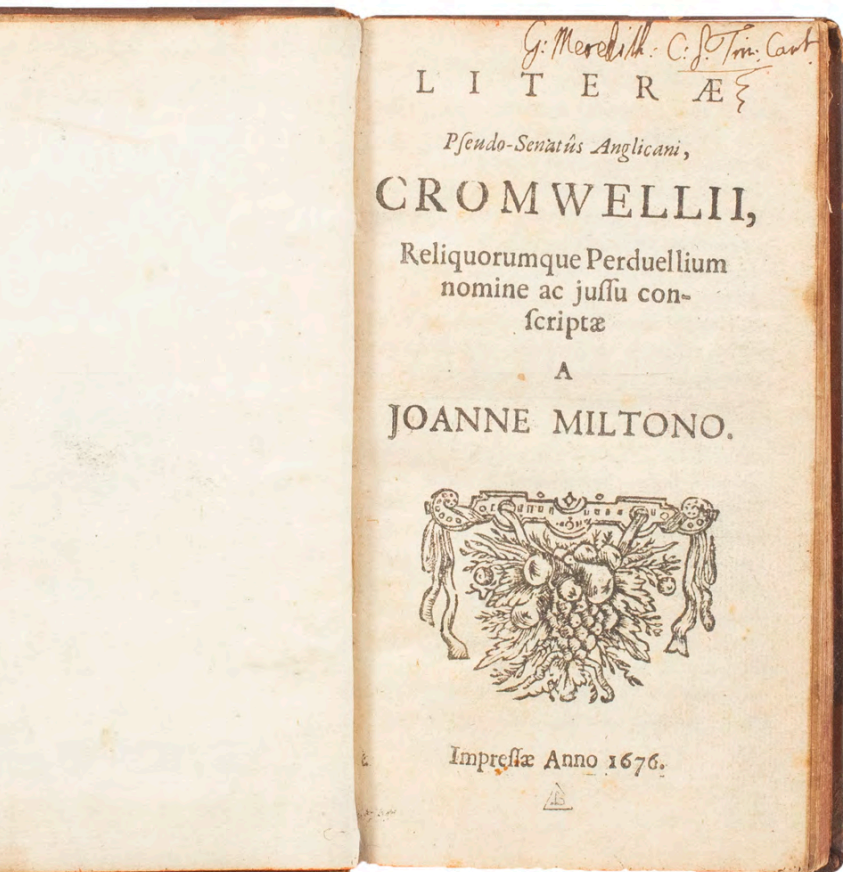 G: Meredith: C: S: Trin: Cant
LITERÆ
Pſeudo-Senatûs Anglicani,
CROMWELLII,
Reliquorumque Perduellium
nomine ac juſſu con-
ſcriptæ
A
JOANNE MILTONO.
Impreſſæ Anno 1676.